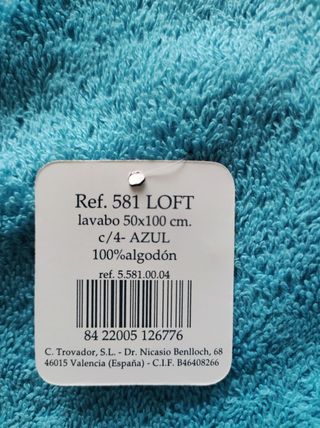 Ref. 581 LOFT
lavabo 50x100 cm.
c/4- AZUL
100%algodón
ref. 5.581.00.04
84 22005 126776
C. Trovador, S.L. - Dr. Nicasio Benlloch, 68
46015 Valencia (España) - C.I.F. B46408266